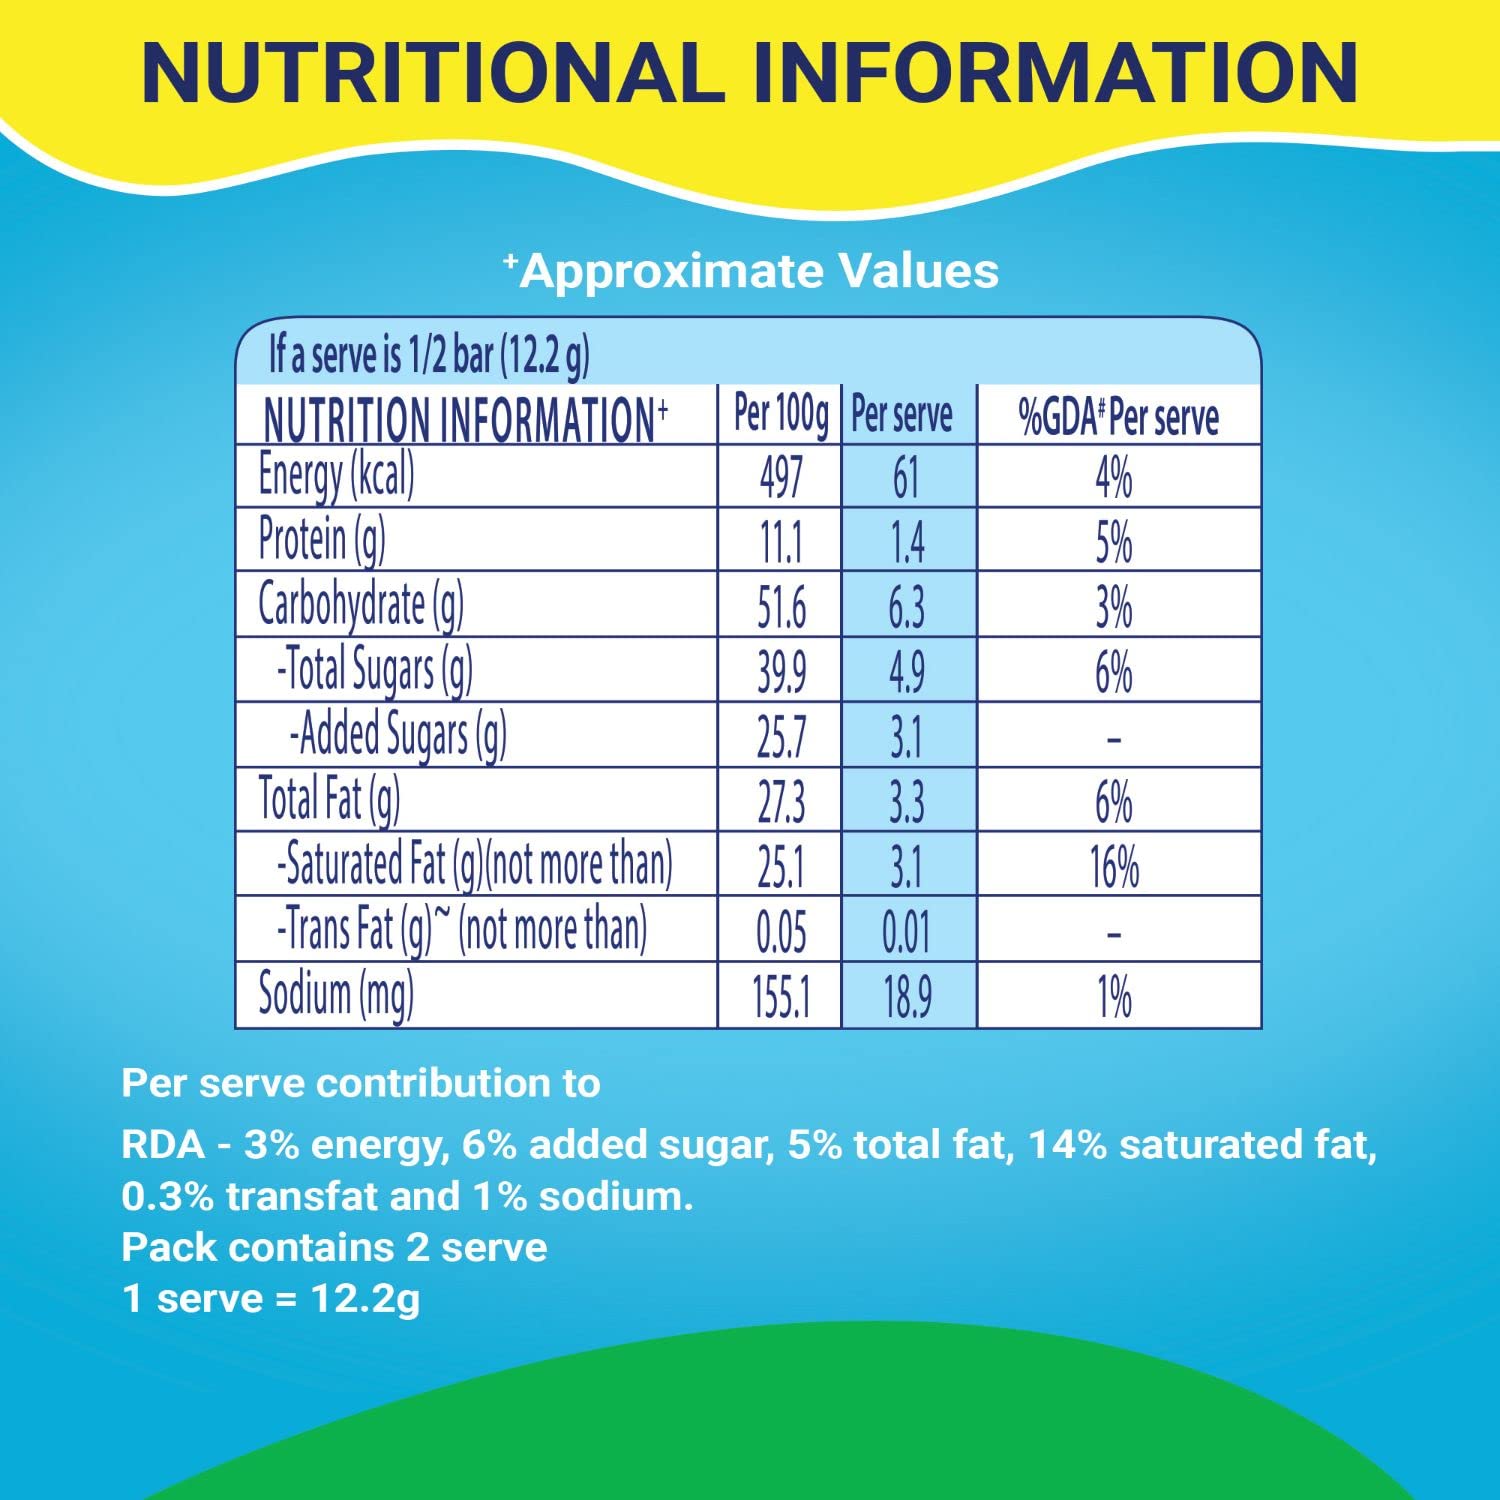 NUTRITIONAL INFORMATION
+Approximate Values
If a serve is 1/2 bar (12.2 g)
NUTRITION INFORMATION+ Per 100g Per serve %GDA# Per serve
Energy (kcal) 497 61 4%
Protein (g) 11.1 1.4 5%
Carbohydrate (g) 51.6 6.3 3%
-Total Sugars (g) 39.9 4.9 6%
-Added Sugars (g) 25.7 3.1 –
Total Fat (g) 27.3 3.3 6%
-Saturated Fat (g)(not more than) 25.1 3.1 16%
-Trans Fat (g)~ (not more than) 0.05 0.01 –
Sodium (mg) 155.1 18.9 1%
Per serve contribution to
RDA - 3% energy, 6% added sugar, 5% total fat, 14% saturated fat,
0.3% transfat and 1% sodium.
Pack contains 2 serve
1 serve = 12.2g